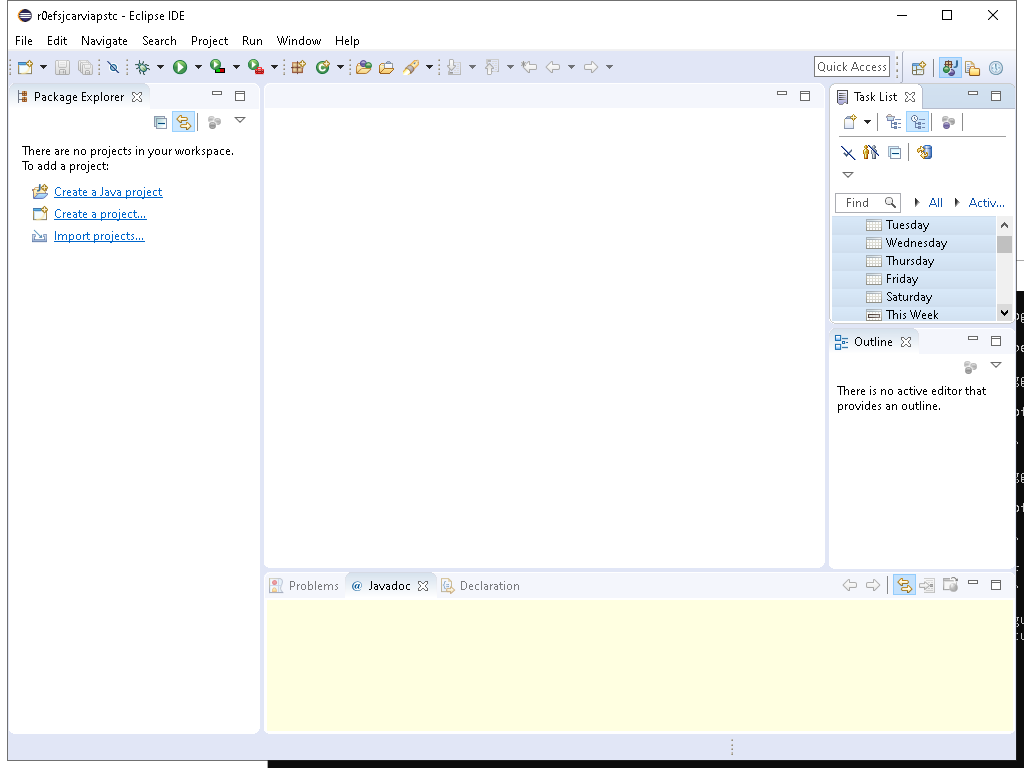 r0efsjcarviapstc - Eclipse IDE
File Edit Navigate Search Project Run Window Help
Quick Access
Package Explorer
There are no projects in your workspace.
To add a project:
Create a Java project
Create a project...
Import projects...
Task List
Find All Activ...
Tuesday
Wednesday
Thursday
Friday
Saturday
This Week
Outline
There is no active editor that
provides an outline.
Problems @ Javadoc Declaration